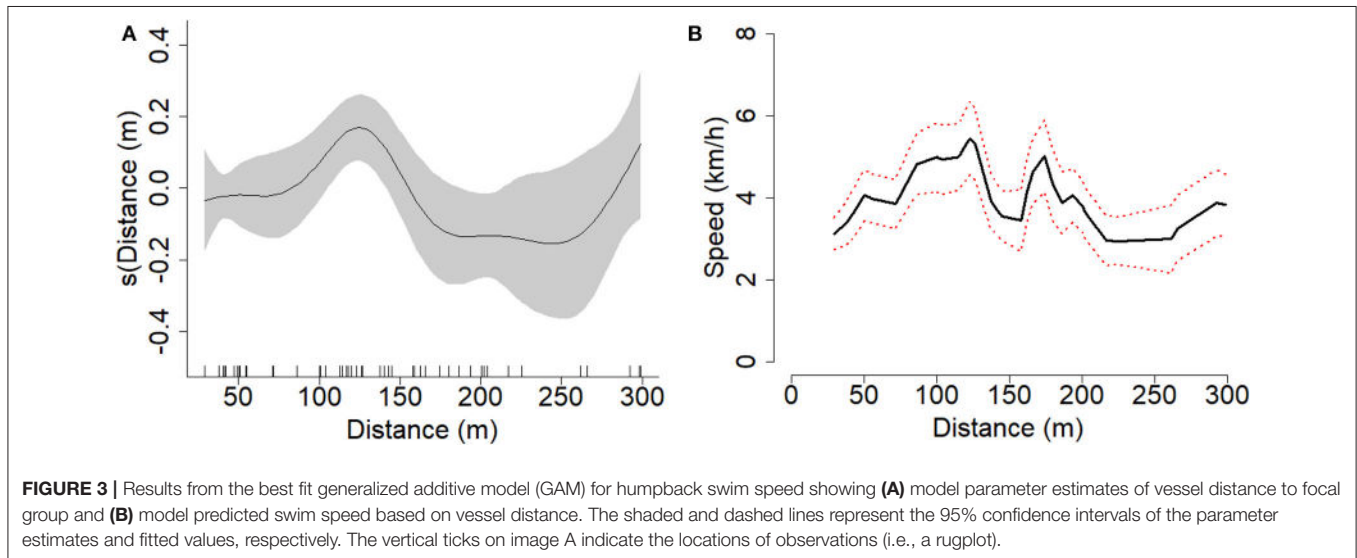 A
s(Distance (m)
0.4
0.2
0.0
-0.2
-0.4
50 100 150 200 250 300
Distance (m)
B
Speed (km/h)
8
6
4
2
0
0 50 100 150 200 250 300
Distance (m)
FIGURE 3 | Results from the best fit generalized additive model (GAM) for humpback swim speed showing (A) model parameter estimates of vessel distance to focal
group and (B) model predicted swim speed based on vessel distance. The shaded and dashed lines represent the 95% confidence intervals of the parameter
estimates and fitted values, respectively. The vertical ticks on image A indicate the locations of observations (i.e., a rugplot).